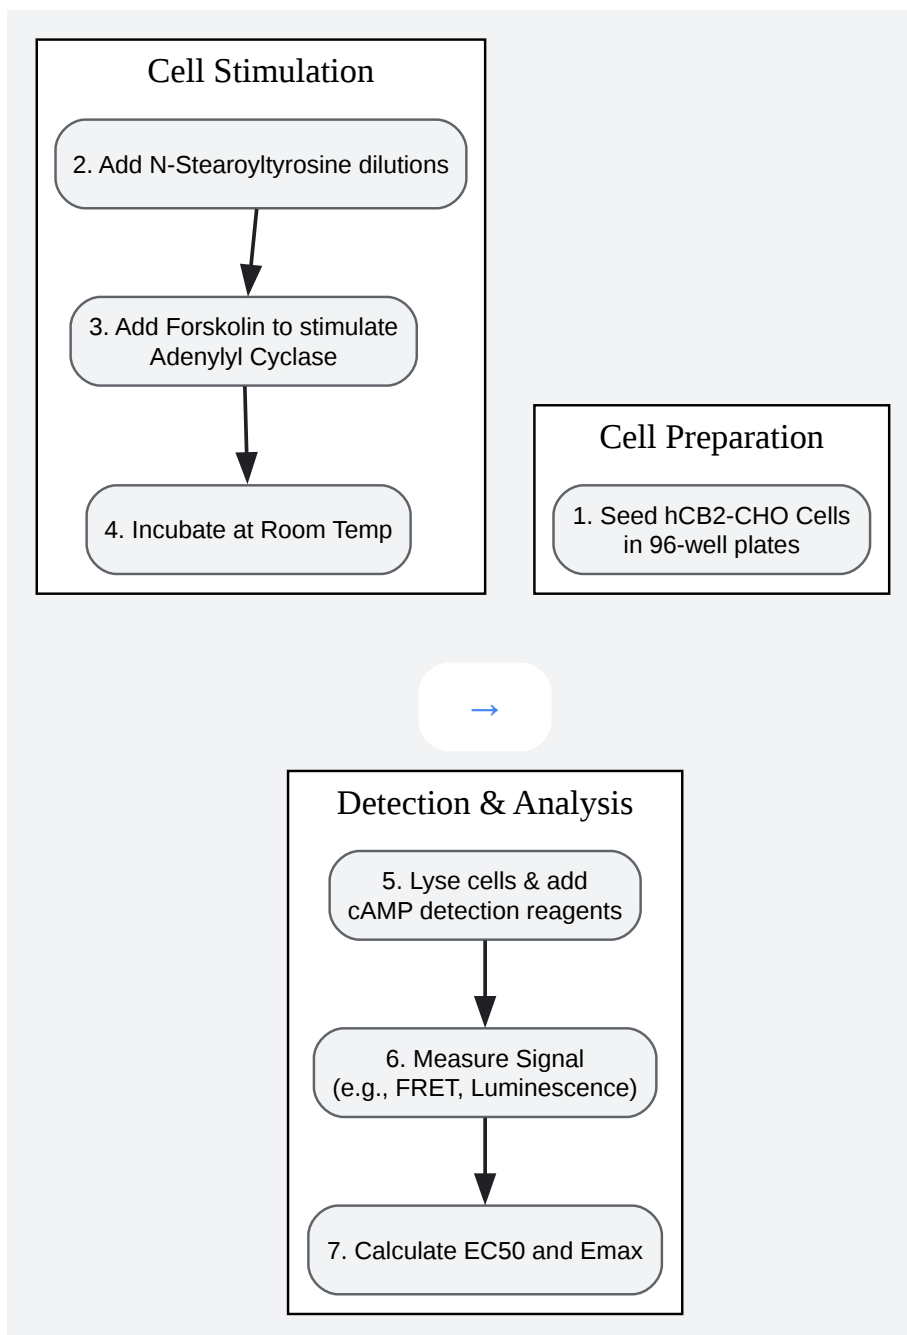 Cell Stimulation
2. Add N-Stearoyltyrosine dilutions
3. Add Forskolin to stimulate
Adenylyl Cyclase
4. Incubate at Room Temp
Cell Preparation
1. Seed hCB2-CHO Cells
in 96-well plates
→
Detection & Analysis
5. Lyse cells & add
cAMP detection reagents
6. Measure Signal
(e.g., FRET, Luminescence)
7. Calculate EC50 and Emax